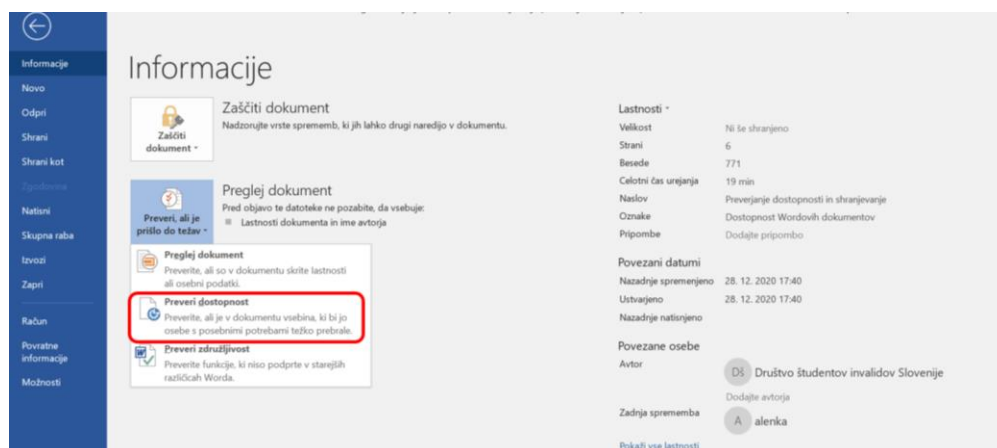 Informacije
Novo
Odpri
Shrani
Shrani kot
Zgodovina
Natisni
Skupna raba
Izvozi
Zapri
Račun
Povratne
informacije
Možnosti
Informacije
Zaščiti
dokument
Zaščiti dokument
Nadzorujte vrste sprememb, ki jih lahko drugi naredijo v dokumentu.
Preveri, ali je
prišlo do težav
Preglej dokument
Pred objavo te datoteke ne pozabite, da vsebuje:
Lastnosti dokumenta in ime avtorja
Preglej dokument
Preverite, ali so v dokumentu skrite lastnosti
ali osebni podatki.
Preveri dostopnost
Preverite, ali je v dokumentu vsebina, ki bi jo
osebe s posebnimi potrebami težko prebrale.
Preveri združljivost
Preverite funkcije, ki niso podprte v starejših
različicah Worda.
Lastnosti
Velikost Ni še shranjeno
Strani 6
Besede 771
Celotni čas urejanja 19 min
Naslov Preverjanje dostopnosti in shranjevanje
Oznake Dostopnost Wordovih dokumentov
Pripombe Dodajte pripombo
Povezani datumi
Nazadnje spremenjeno 28. 12. 2020 17:40
Ustvarjeno 28. 12. 2020 17:40
Nazadnje natisnjeno
Povezane osebe
Avtor DŠ Društvo študentov invalidov Slovenije
Dodajte avtorja
Zadnja sprememba A alenka
Pokaži vse lastnosti